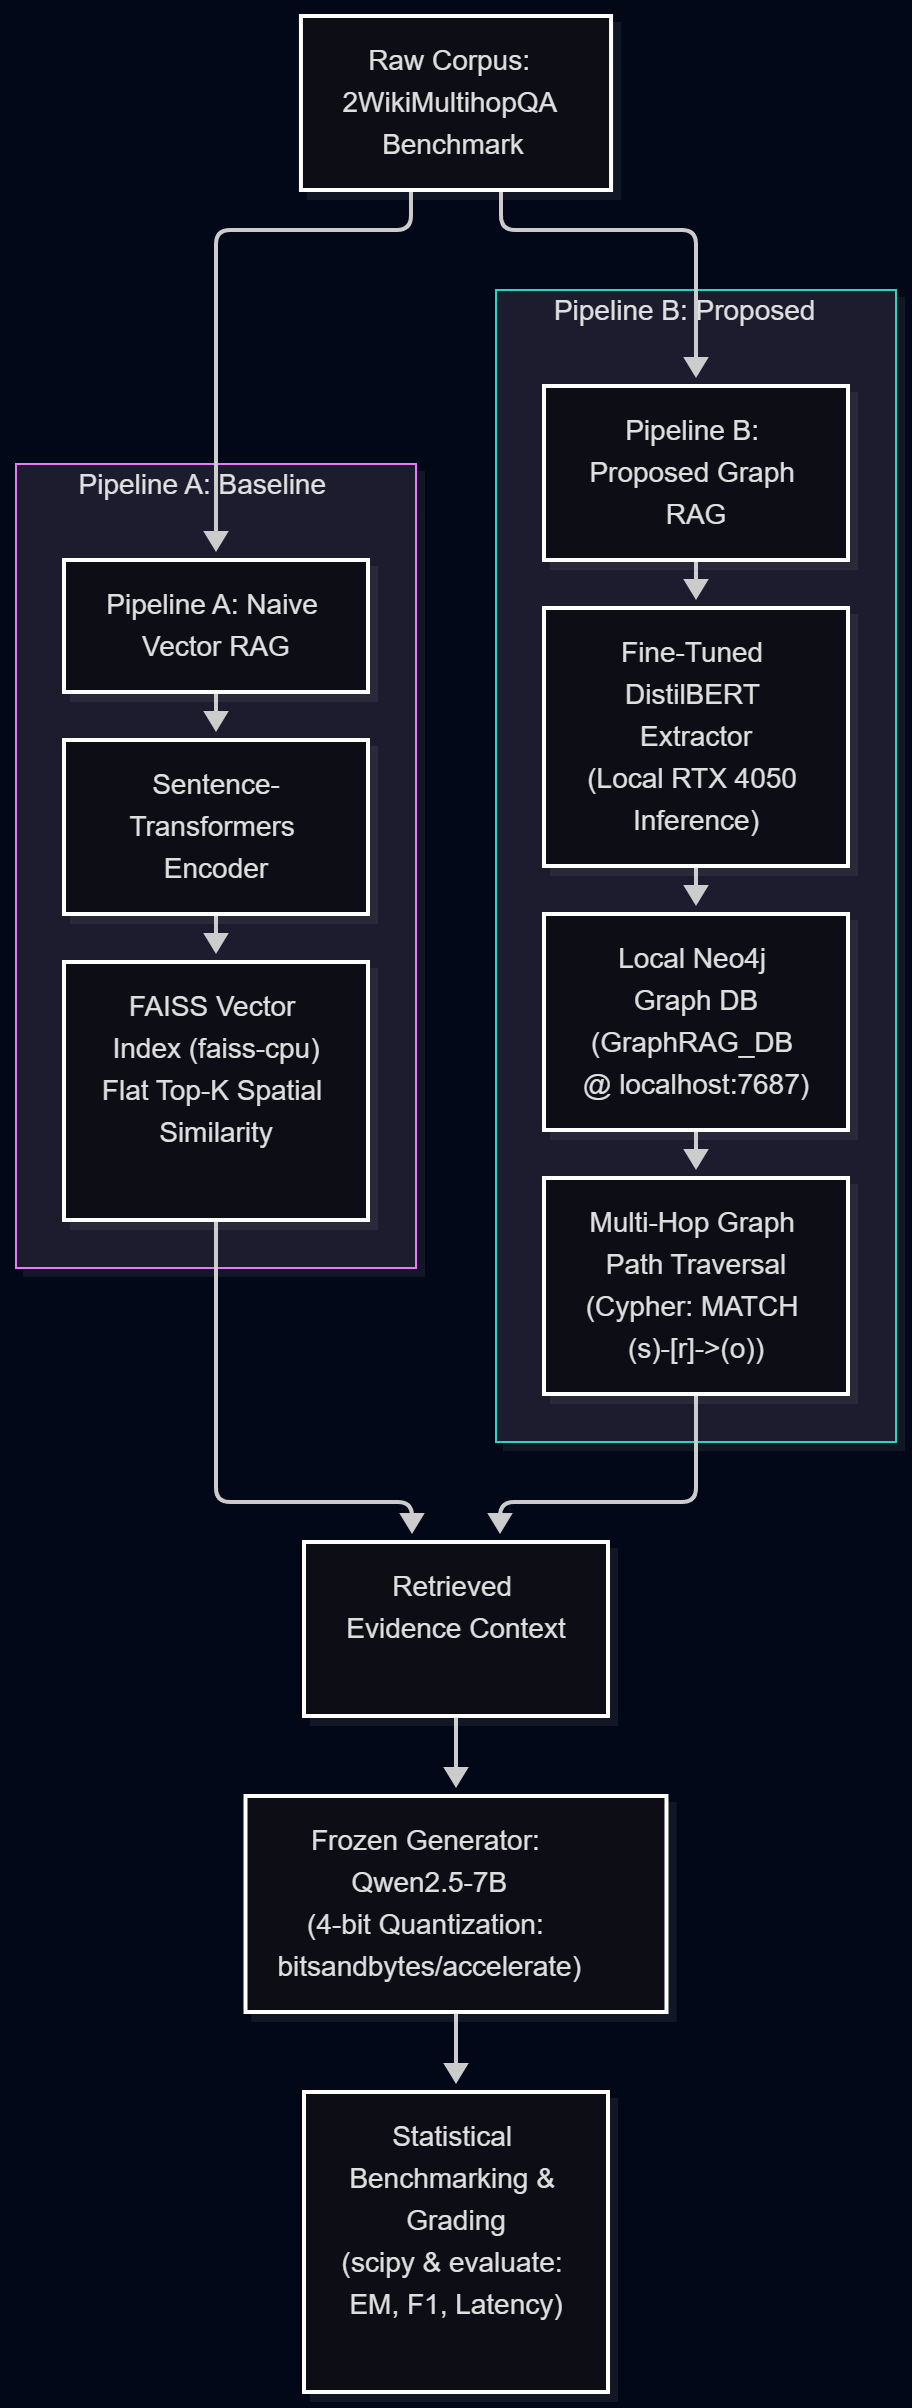 Raw Corpus:
2WikiMultihopQA
Benchmark
Pipeline A: Baseline
Pipeline A: Naive
Vector RAG
Sentence-
Transformers
Encoder
FAISS Vector
Index (faiss-cpu)
Flat Top-K Spatial
Similarity
Pipeline B: Proposed
Pipeline B:
Proposed Graph
RAG
Fine-Tuned
DistilBERT
Extractor
(Local RTX 4050
Inference)
Local Neo4j
Graph DB
(GraphRAG_DB
@ localhost:7687)
Multi-Hop Graph
Path Traversal
(Cypher: MATCH
(s)-[r]->(o))
Retrieved
Evidence Context
Frozen Generator:
Qwen2.5-7B
(4-bit Quantization:
bitsandbytes/accelerate)
Statistical
Benchmarking &
Grading
(scipy & evaluate:
EM, F1, Latency)